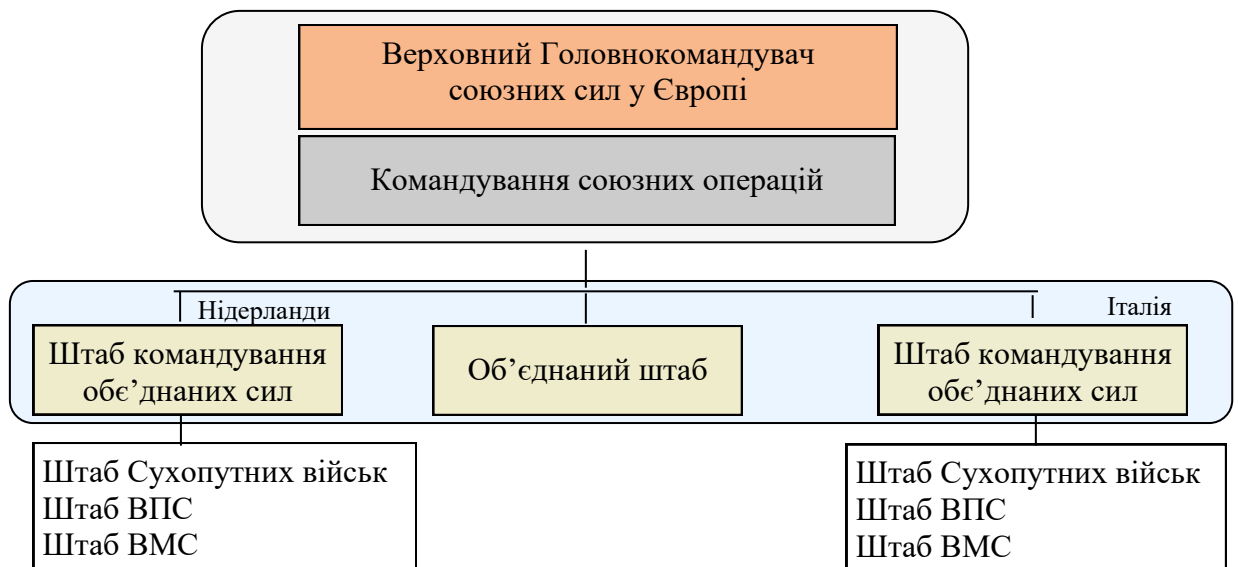 Верховний Головнокомандувач
союзних сил у Європі
Командування союзних операцій
Нідерланди
Італія
Штаб командування
обє’днаних сил
Об’єднаний штаб
Штаб командування
обє’днаних сил
Штаб Сухопутних військ
Штаб ВПС
Штаб ВМС
Штаб Сухопутних військ
Штаб ВПС
Штаб ВМС